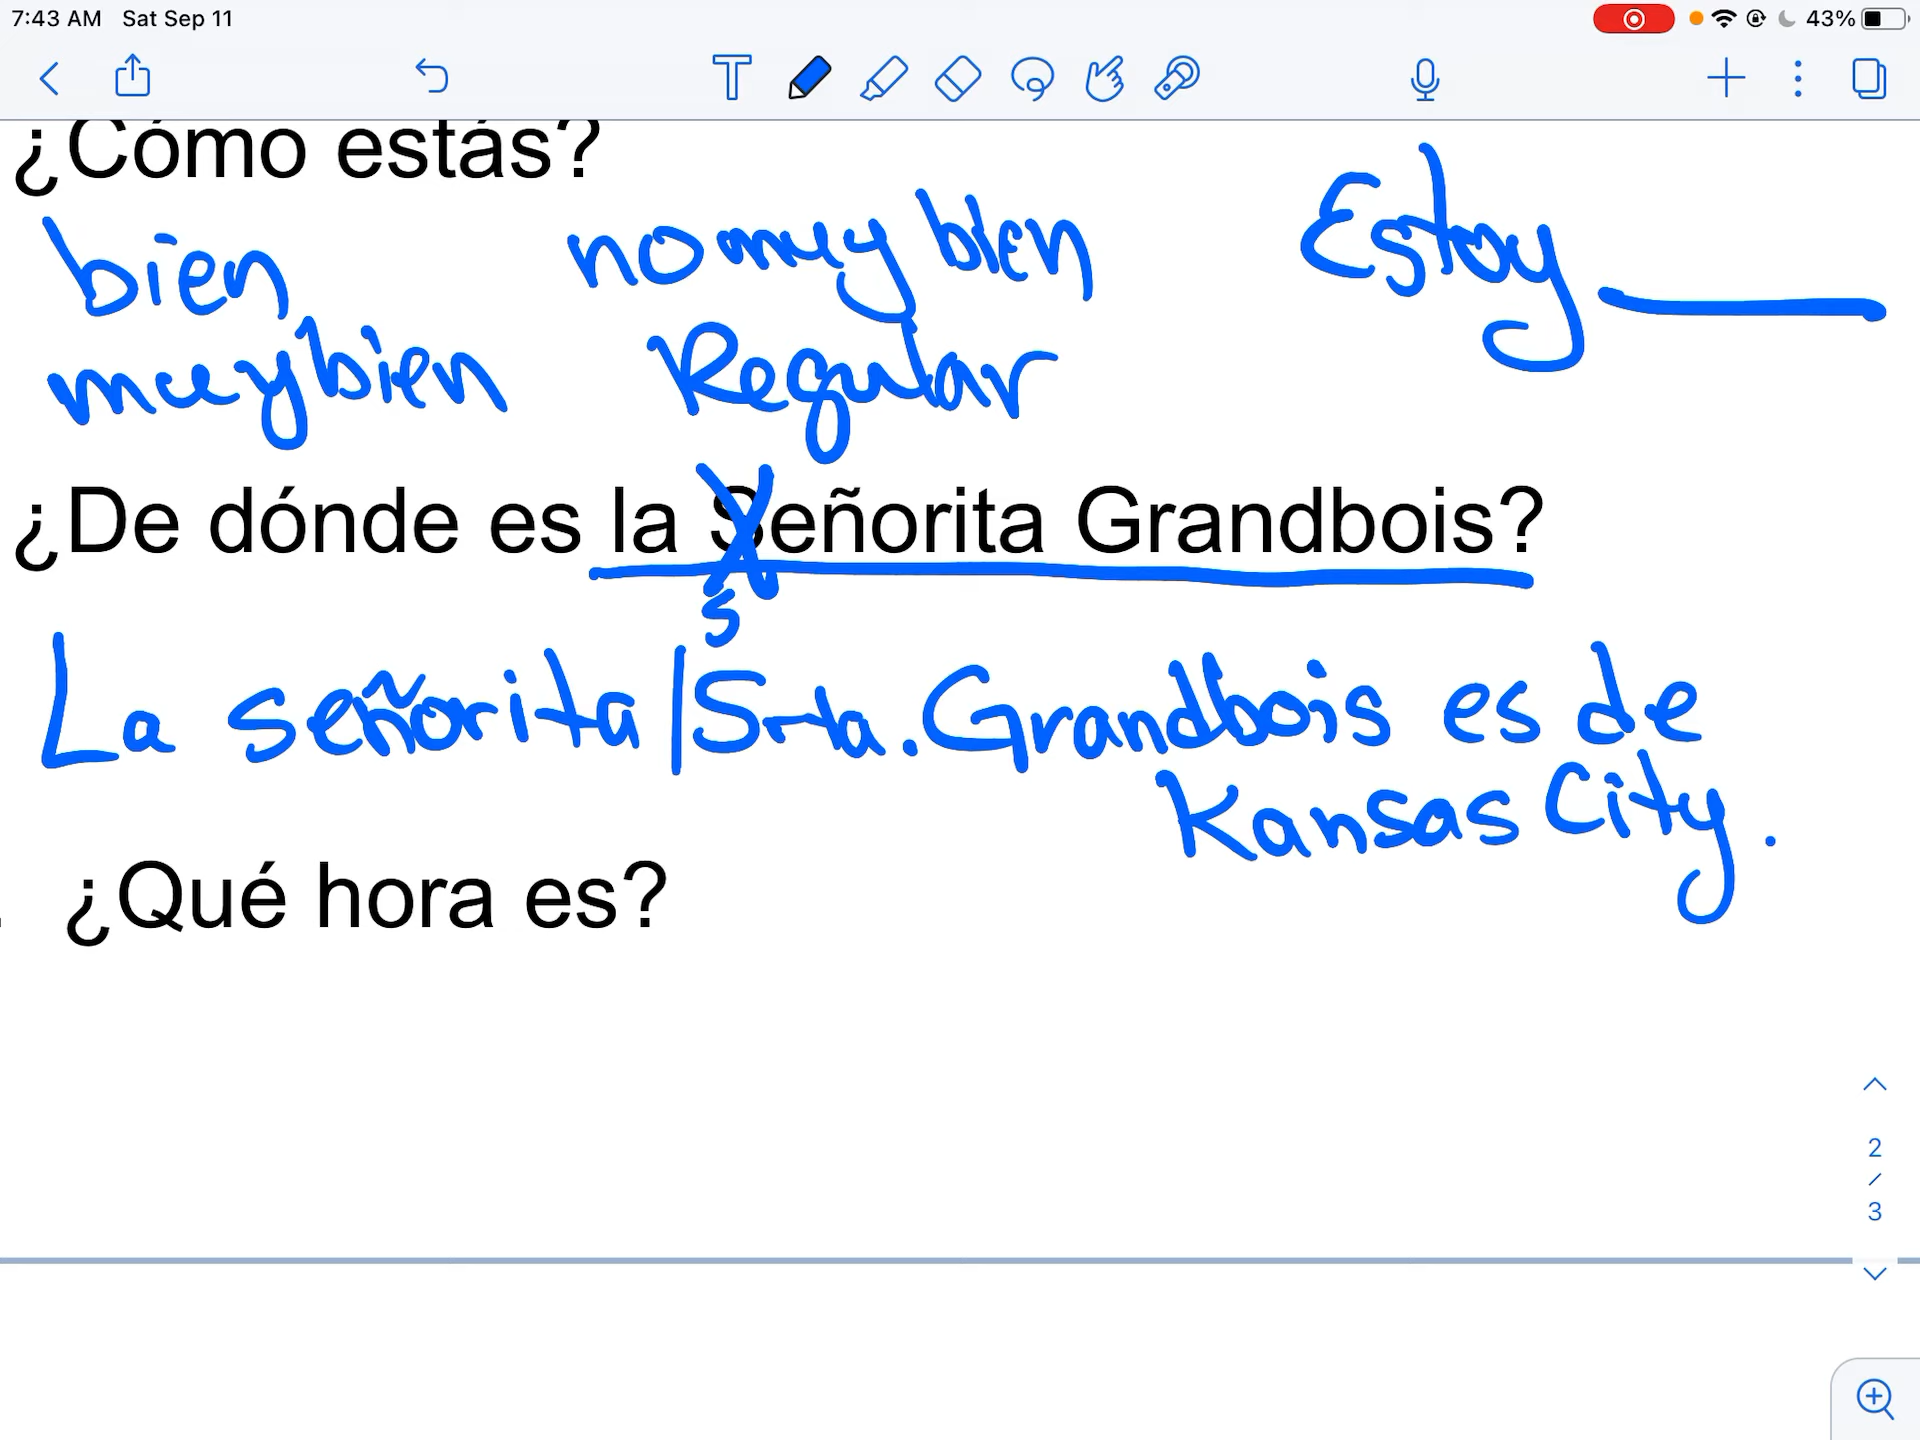 7:43 AM Sat Sep 11 43%
T
¿Cómo estás?
bien no muy bien Estoy ______
muy bien Regular
¿De dónde es la Señorita Grandbois?
s
La señorita | Srta. Grandbois es de
Kansas City.
. ¿Qué hora es?
2
/
3